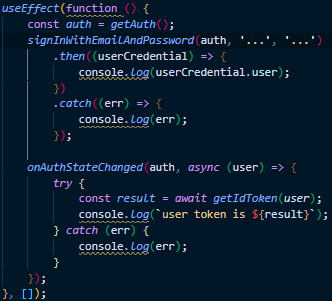 useEffect(function () {
const auth = getAuth();
signInWithEmailAndPassword(auth, '...', '...')
.then((userCredential) => {
console.log(userCredential.user);
})
.catch((err) => {
console.log(err);
});
onAuthStateChanged(auth, async (user) => {
try {
const result = await getIdToken(user);
console.log(`user token is ${result}`);
} catch (err) {
console.log(err);
}
});
}, []);